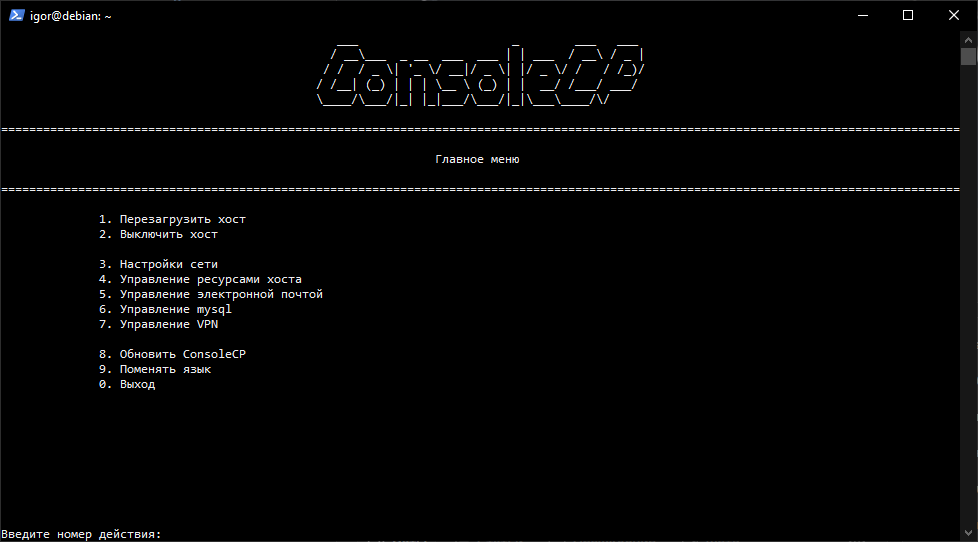 igor@debian: ~
ConsoleCP
Главное меню
1. Перезагрузить хост
2. Выключить хост
3. Настройки сети
4. Управление ресурсами хоста
5. Управление электронной почтой
6. Управление mysql
7. Управление VPN
8. Обновить ConsoleCP
9. Поменять язык
0. Выход
Введите номер действия: